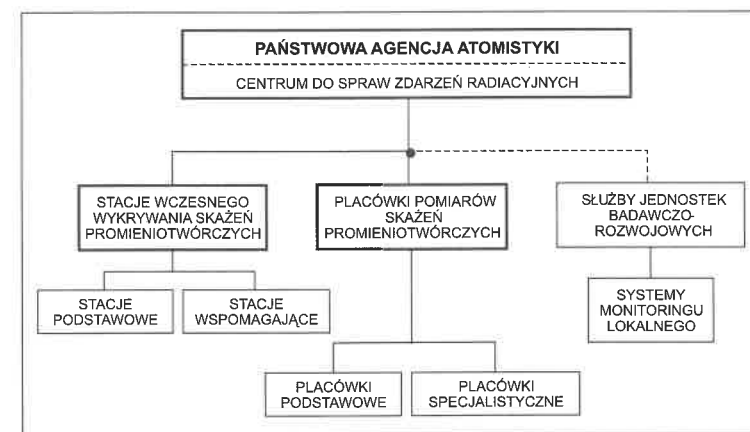 PAŃSTWOWA AGENCJA ATOMISTYKI
CENTRUM DO SPRAW ZDARZEŃ RADIACYJNYCH
STACJE WCZESNEGO
WYKRYWANIA SKAŻEŃ
PROMIENIOTWÓRCZYCH
PLACÓWKI POMIARÓW
SKAŻEŃ
PROMIENIOTWÓRCZYCH
SŁUŻBY JEDNOSTEK
BADAWCZO-
ROZWOJOWYCH
STACJE
PODSTAWOWE
STACJE
WSPOMAGAJĄCE
SYSTEMY
MONITORINGU
LOKALNEGO
PLACÓWKI
PODSTAWOWE
PLACÓWKI
SPECJALISTYCZNE